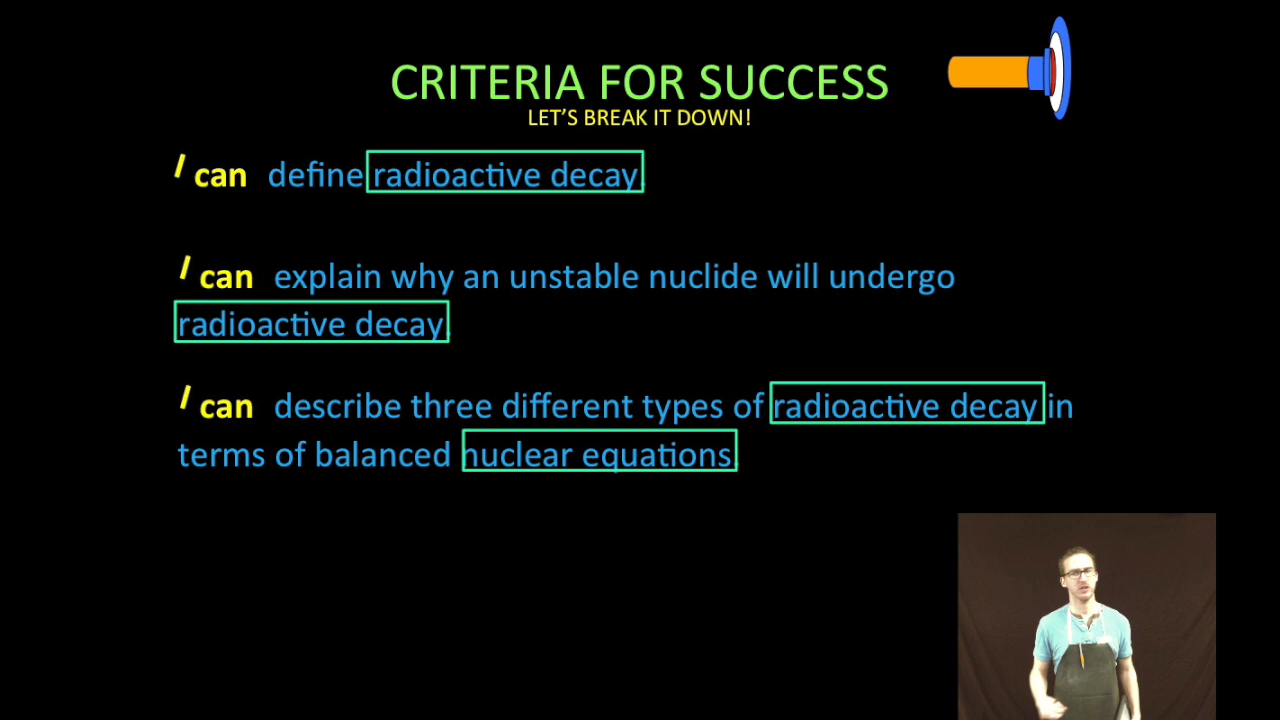 CRITERIA FOR SUCCESS
LET'S BREAK IT DOWN!
I can define radioactive decay.
I can explain why an unstable nuclide will undergo
radioactive decay.
I can describe three different types of radioactive decay in
terms of balanced nuclear equations.